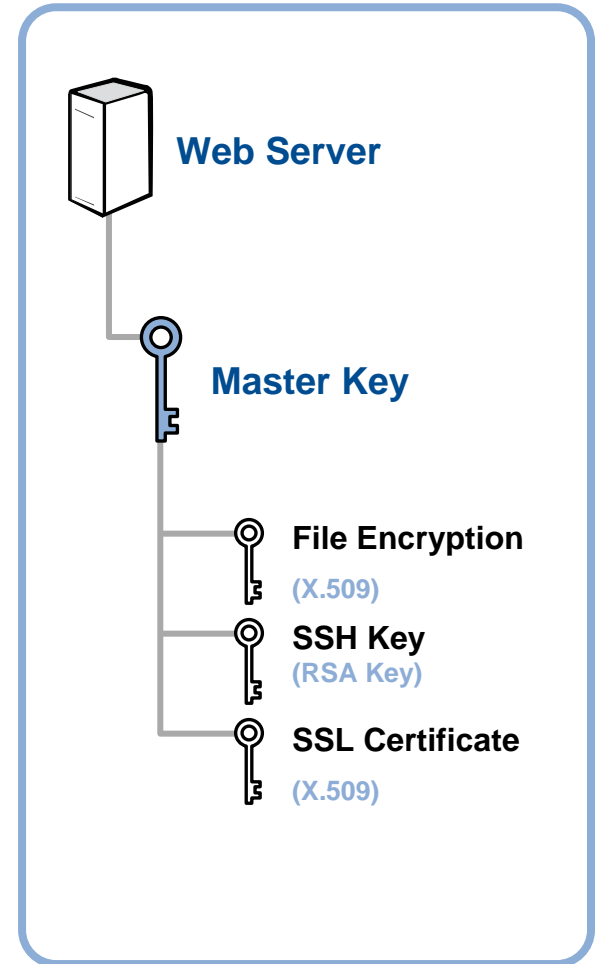 Web Server
Master Key
File Encryption
(X.509)
SSH Key
(RSA Key)
SSL Certificate
(X.509)